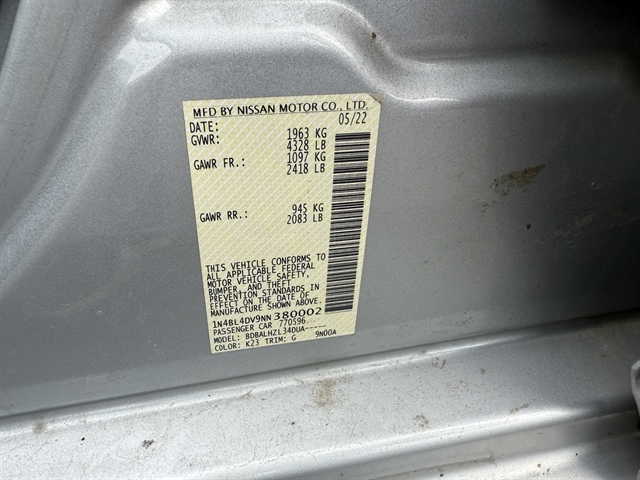 MFD BY NISSAN MOTOR CO., LTD.
DATE: 05/22
GVWR: 1963 KG
4328 LB
GAWR FR.: 1097 KG
2418 LB
GAWR RR.: 945 KG
2083 LB
THIS VEHICLE CONFORMS TO
ALL APPLICABLE FEDERAL
MOTOR VEHICLE SAFETY,
BUMPER, AND THEFT
PREVENTION STANDARDS IN
EFFECT ON THE DATE OF
MANUFACTURE SHOWN ABOVE.
1N4BL4DV9NN380002
PASSENGER CAR 770596
MODEL: BDBALHZL34DUA-----
COLOR: K23 TRIM: G 9N00A